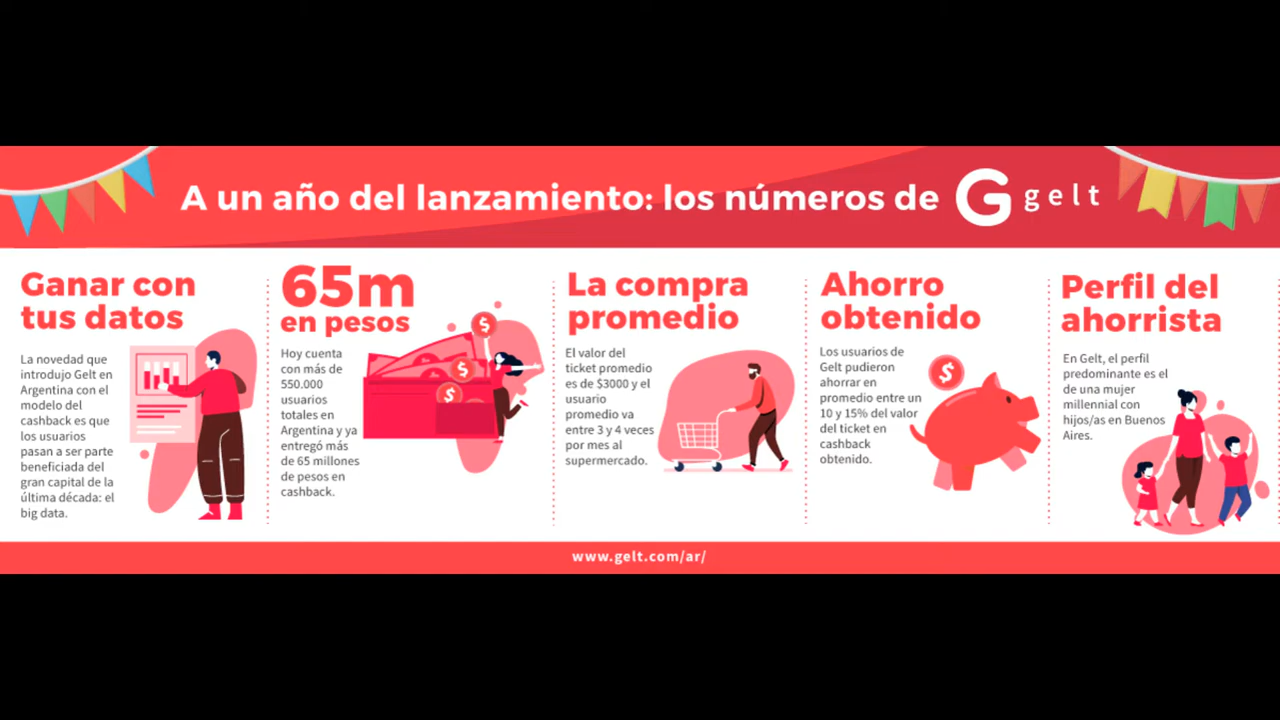 A un año del lanzamiento: los números de G gelt
Ganar con
tus datos
La novedad que
introdujo Gelt en
Argentina con el
modelo del
cashback es que
los usuarios
pasan a ser parte
beneficiada del
gran capital de la
última década: el
big data.
65m
en pesos
Hoy cuenta
con más de
550.000
usuarios
totales en
Argentina y ya
entregó más
de 65 millones
de pesos en
cashback.
$
$
$
La compra
promedio
El valor del
ticket promedio
es de $3000 y el
usuario
promedio va
entre 3 y 4 veces
por mes al
supermercado.
Ahorro
obtenido
Los usuarios de
Gelt pudieron
ahorrar en
promedio entre un
10 y 15% del valor
del ticket en
cashback
obtenido.
$
Perfil del
ahorrista
En Gelt, el perfil
predominante es el
de una mujer
millennial con
hijos/as en Buenos
Aires.
www.gelt.com/ar/